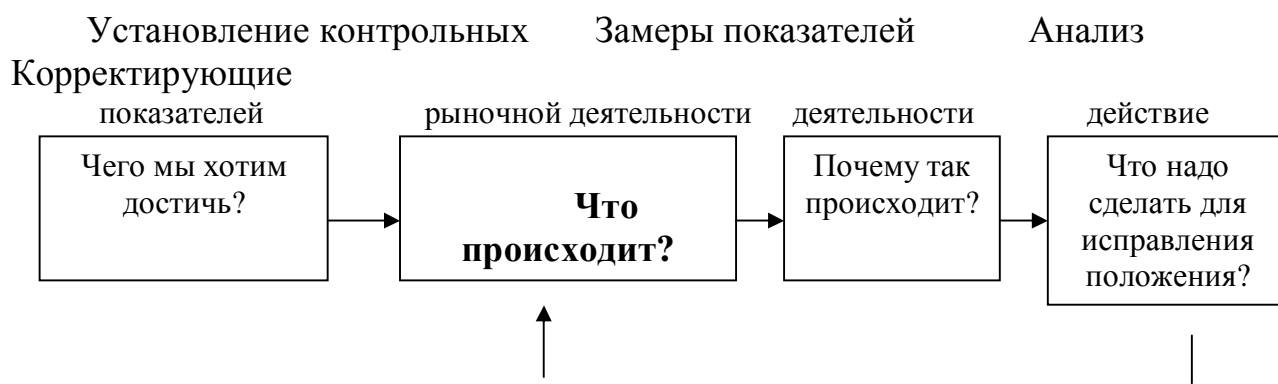 Установление контрольных Замеры показателей Анализ
Корректирующие
показателей рыночной деятельности деятельности действие
Чего мы хотим
достичь?
Что
происходит?
Почему так
происходит?
Что надо
сделать для
исправления
положения?